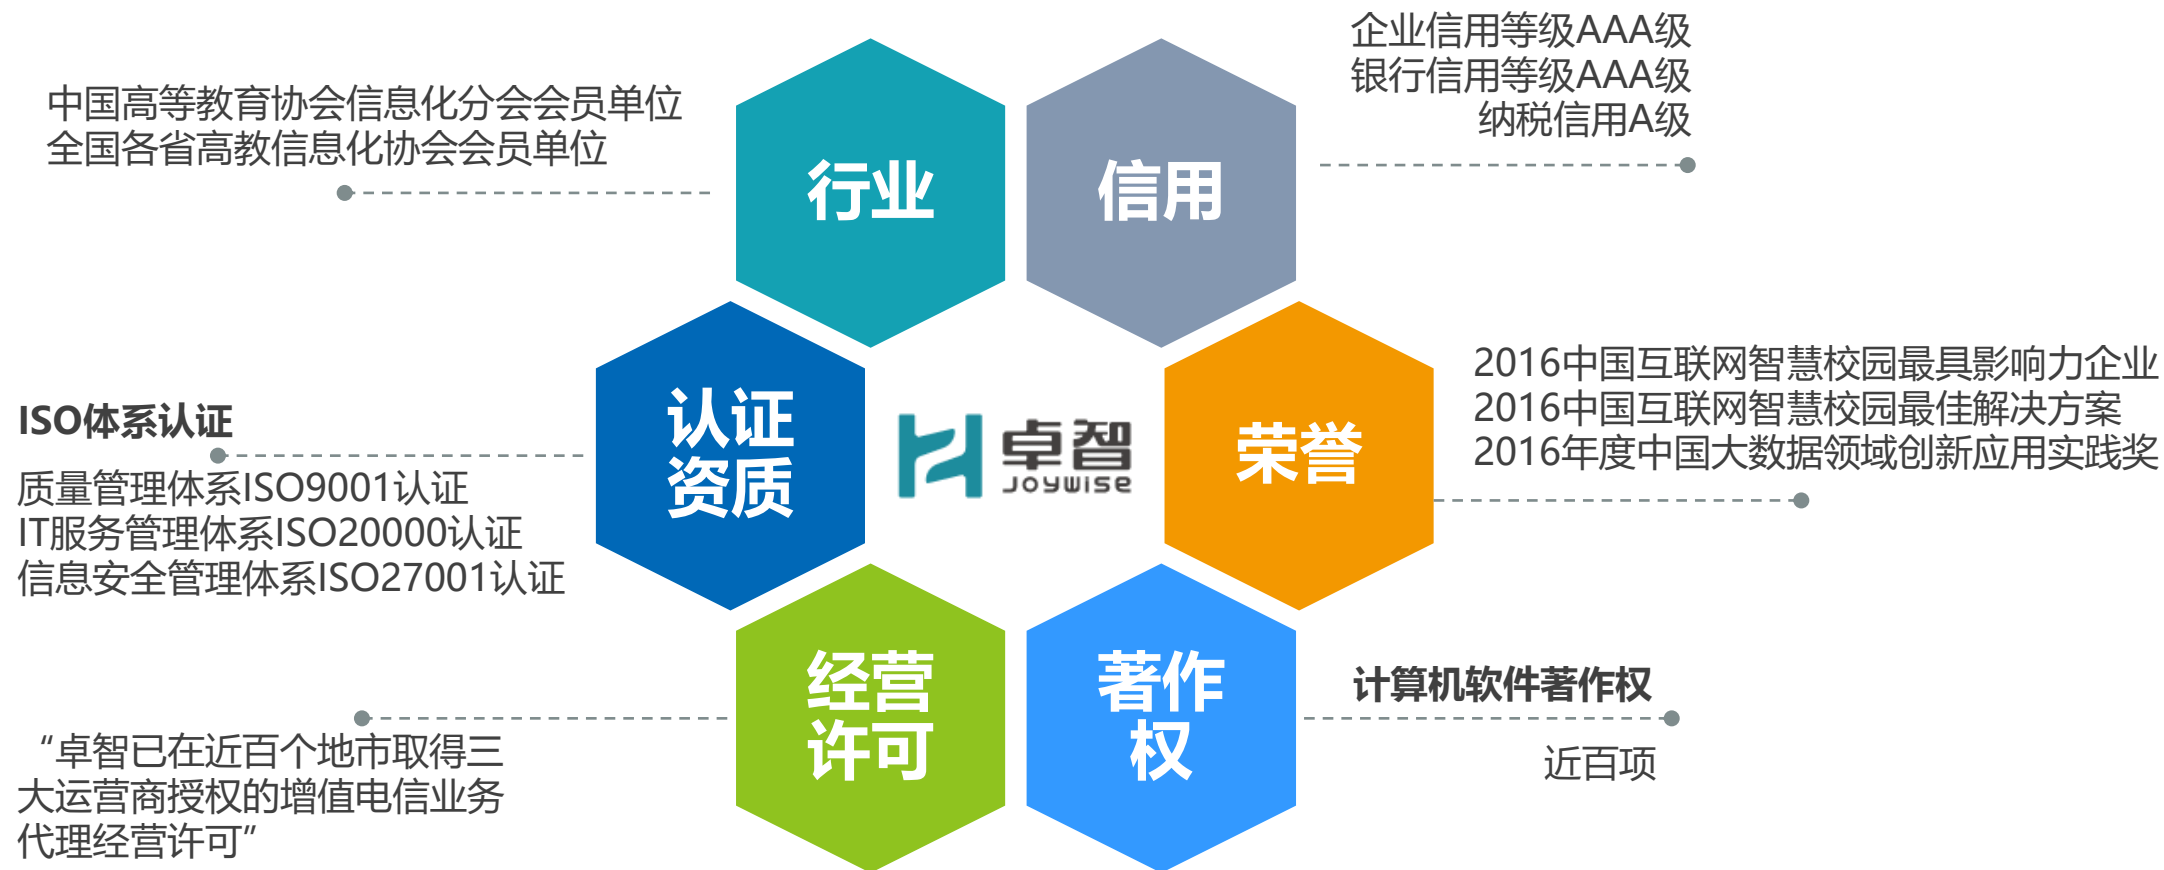 中国高等教育协会信息化分会会员单位
全国各省高教信息化协会会员单位
行业
信用
企业信用等级AAA级
银行信用等级AAA级
纳税信用A级
ISO体系认证
质量管理体系ISO9001认证
IT服务管理体系ISO20000认证
信息安全管理体系ISO27001认证
认证
资质
卓智
Joywise
荣誉
2016中国互联网智慧校园最具影响力企业
2016中国互联网智慧校园最佳解决方案
2016年度中国大数据领域创新应用实践奖
“卓智已在近百个地市取得三
大运营商授权的增值电信业务
代理经营许可”
经营
许可
著作
权
计算机软件著作权
近百项